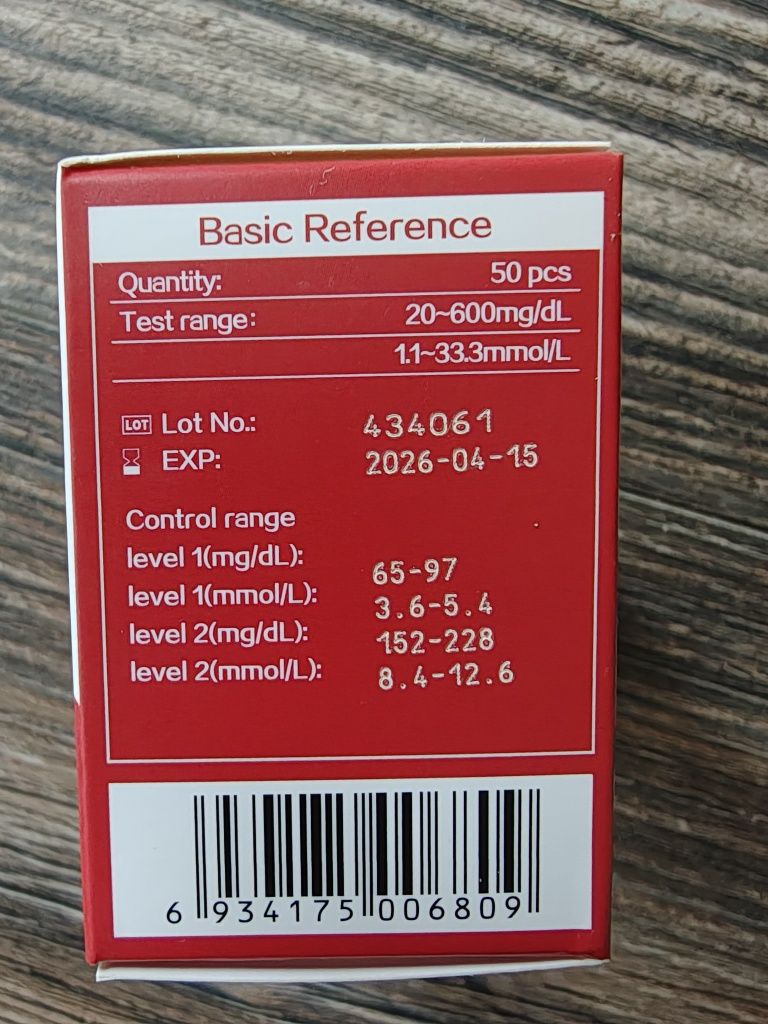 Basic Reference
Quantity: 50 pcs
Test range: 20~600mg/dL
1.1~33.3mmol/L
LOT Lot No.: 434061
EXP: 2026-04-15
Control range
level 1(mg/dL): 65-97
level 1(mmol/L): 3.6-5.4
level 2(mg/dL): 152-228
level 2(mmol/L): 8.4-12.6
6 934175 006809